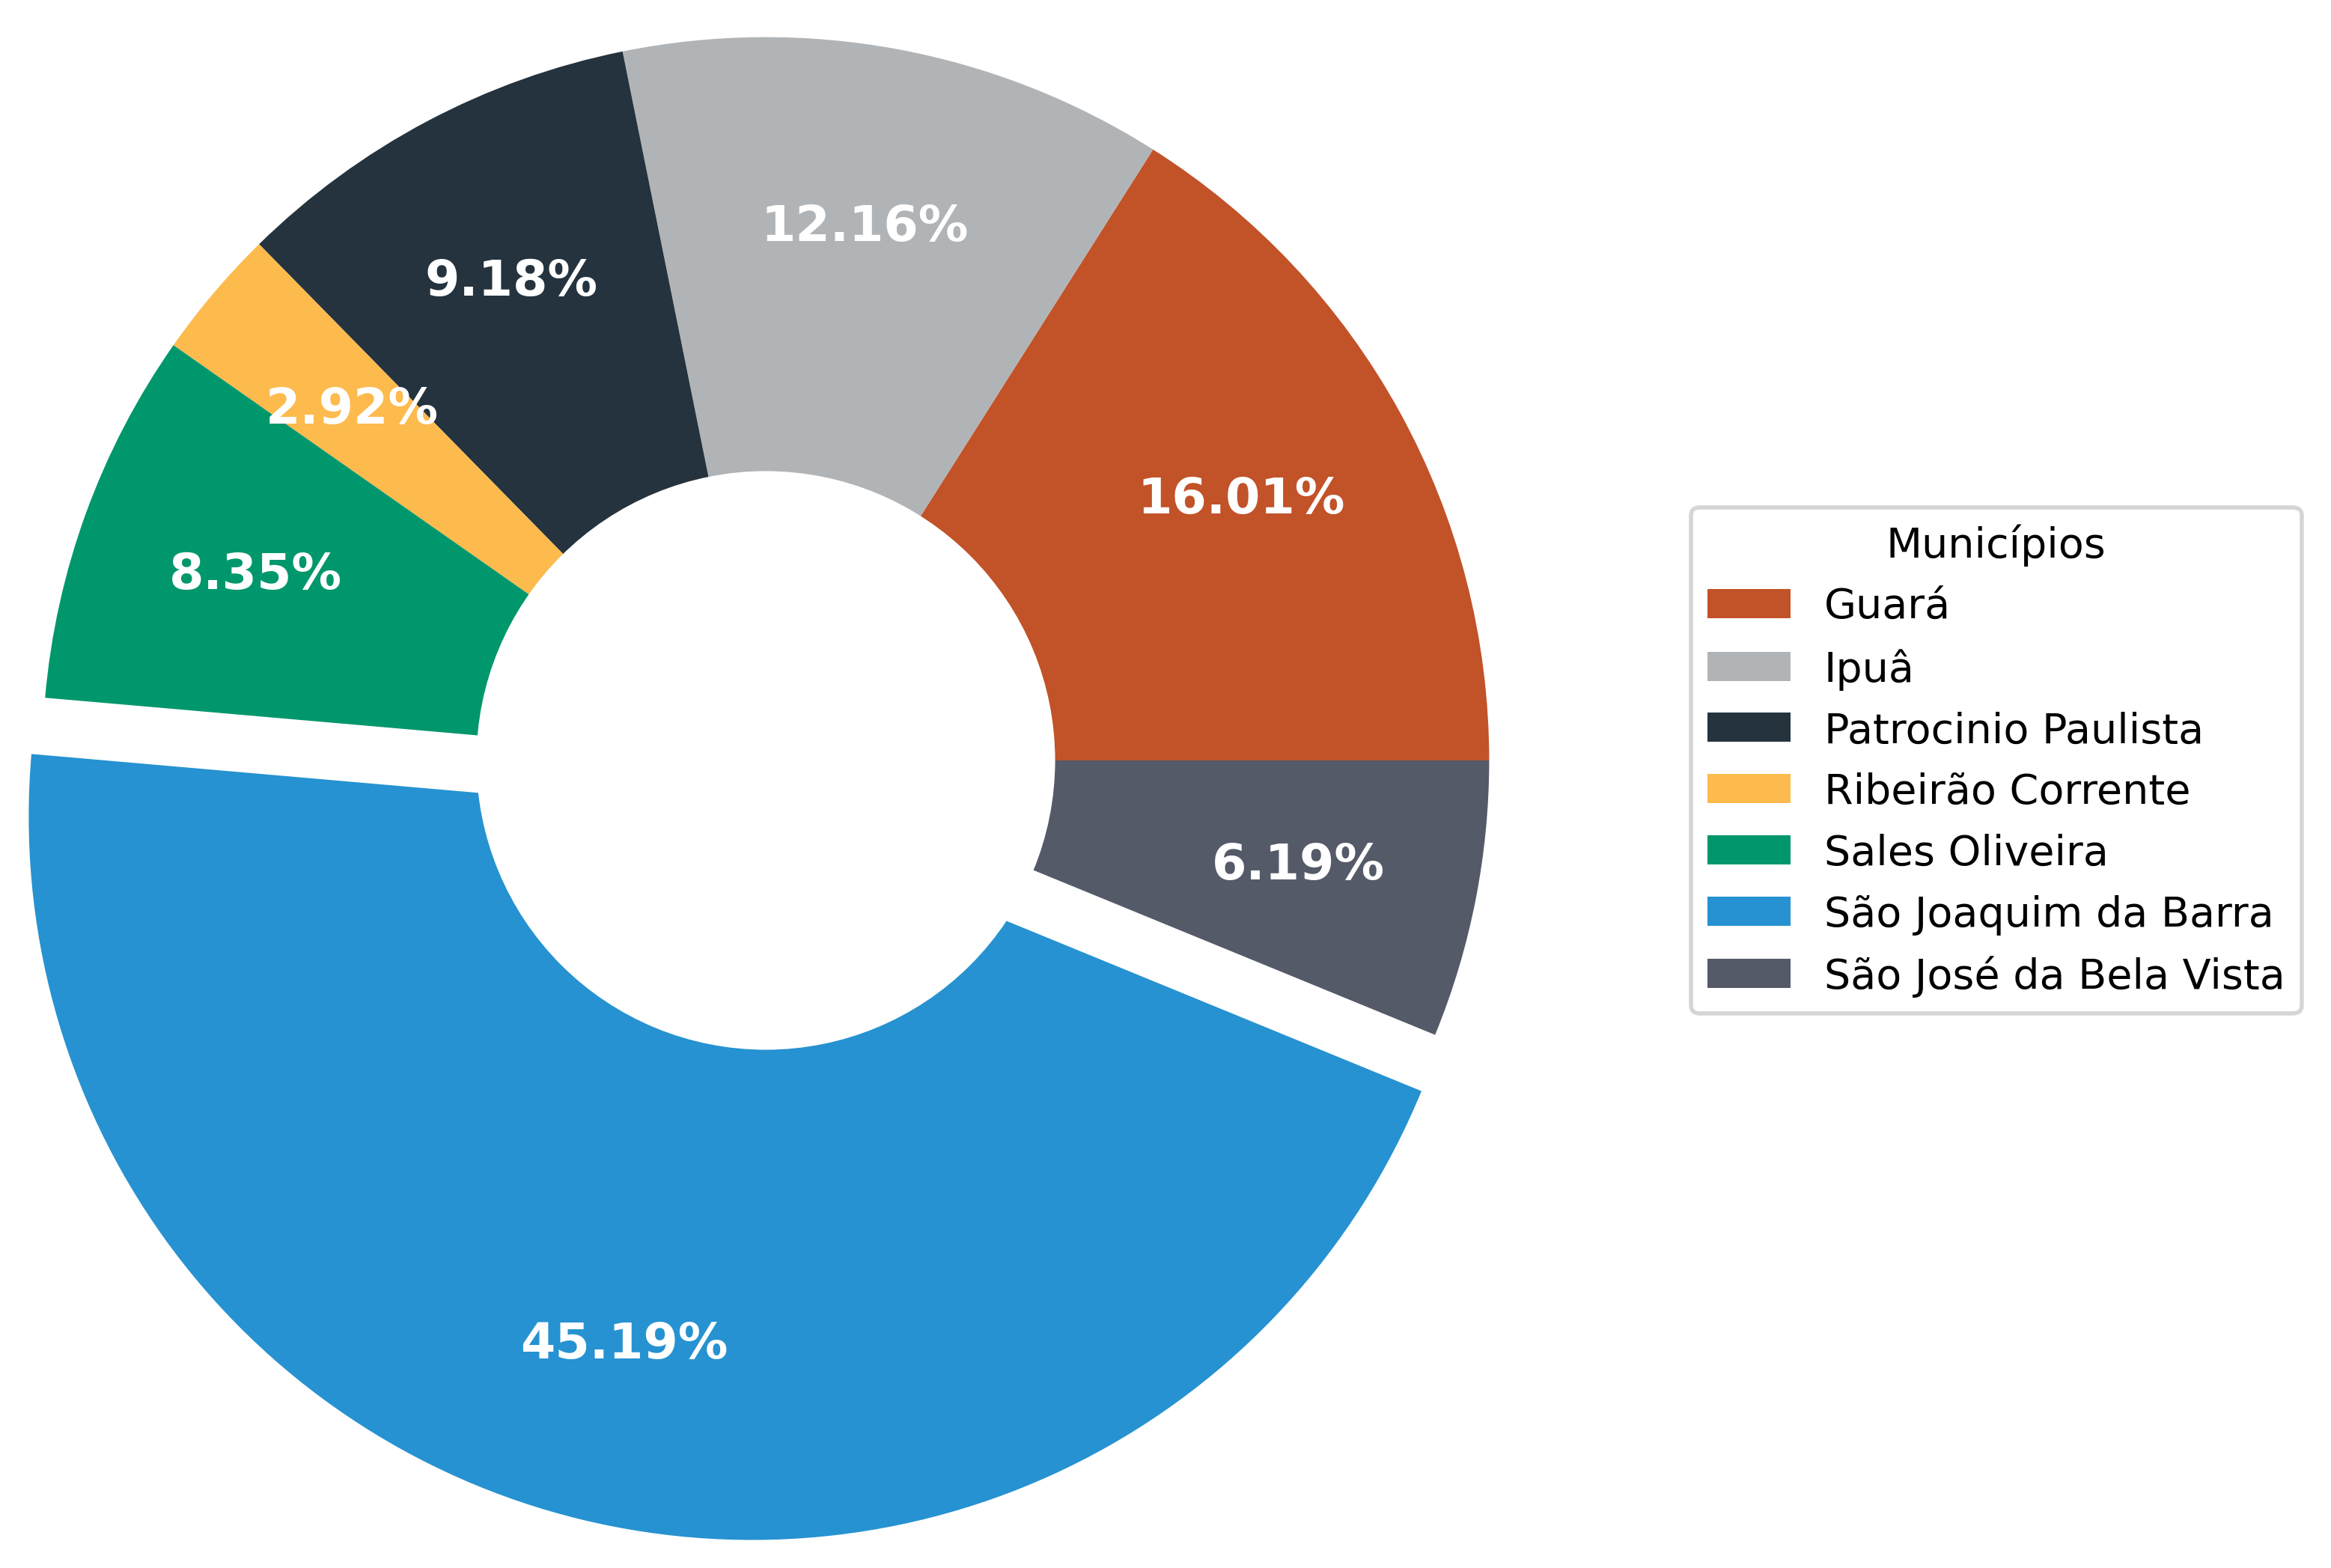 12.16%
9.18%
2.92%
16.01%
8.35%
6.19%
45.19%
Municípios
Guará
Ipuâ
Patrocinio Paulista
Ribeirão Corrente
Sales Oliveira
São Joaquim da Barra
São José da Bela Vista